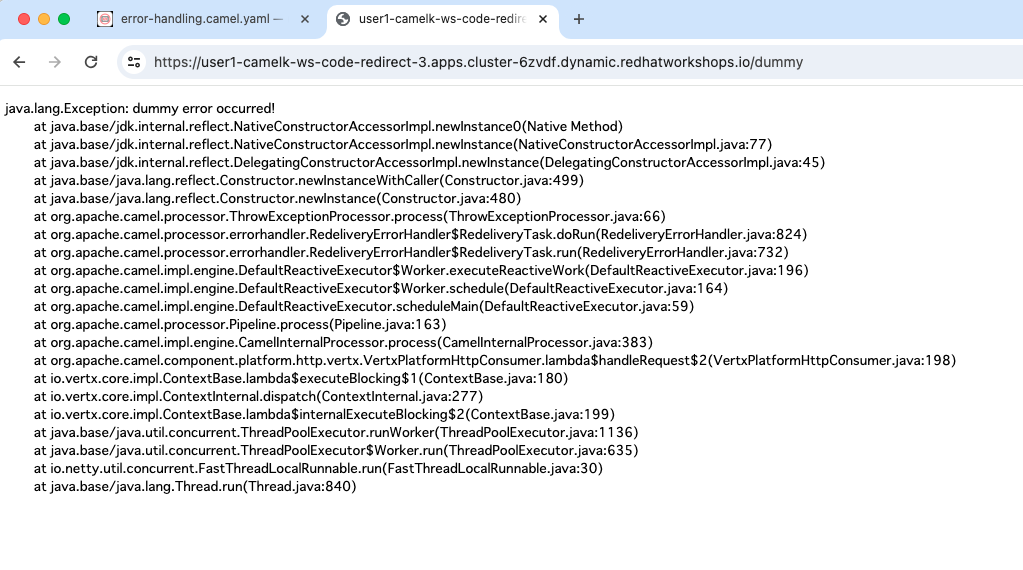 error-handling.camel.yaml —
user1-camelk-ws-code-redire
https://user1-camelk-ws-code-redirect-3.apps.cluster-6zvdf.dynamic.redhatworkshops.io/dummy
java.lang.Exception: dummy error occurred!
at java.base/jdk.internal.reflect.NativeConstructorAccessorImpl.newInstance0(Native Method)
at java.base/jdk.internal.reflect.NativeConstructorAccessorImpl.newInstance(NativeConstructorAccessorImpl.java:77)
at java.base/jdk.internal.reflect.DelegatingConstructorAccessorImpl.newInstance(DelegatingConstructorAccessorImpl.java:45)
at java.base/java.lang.reflect.Constructor.newInstanceWithCaller(Constructor.java:499)
at java.base/java.lang.reflect.Constructor.newInstance(Constructor.java:480)
at org.apache.camel.processor.ThrowExceptionProcessor.process(ThrowExceptionProcessor.java:66)
at org.apache.camel.processor.errorhandler.RedeliveryErrorHandler$RedeliveryTask.doRun(RedeliveryErrorHandler.java:824)
at org.apache.camel.processor.errorhandler.RedeliveryErrorHandler$RedeliveryTask.run(RedeliveryErrorHandler.java:732)
at org.apache.camel.impl.engine.DefaultReactiveExecutor$Worker.executeReactiveWork(DefaultReactiveExecutor.java:196)
at org.apache.camel.impl.engine.DefaultReactiveExecutor$Worker.schedule(DefaultReactiveExecutor.java:164)
at org.apache.camel.impl.engine.DefaultReactiveExecutor.scheduleMain(DefaultReactiveExecutor.java:59)
at org.apache.camel.processor.Pipeline.process(Pipeline.java:163)
at org.apache.camel.impl.engine.CamelInternalProcessor.process(CamelInternalProcessor.java:383)
at org.apache.camel.component.platform.http.vertx.VertxPlatformHttpConsumer.lambda$handleRequest$2(VertxPlatformHttpConsumer.java:198)
at io.vertx.core.impl.ContextBase.lambda$executeBlocking$1(ContextBase.java:180)
at io.vertx.core.impl.ContextInternal.dispatch(ContextInternal.java:277)
at io.vertx.core.impl.ContextBase.lambda$internalExecuteBlocking$2(ContextBase.java:199)
at java.base/java.util.concurrent.ThreadPoolExecutor.runWorker(ThreadPoolExecutor.java:1136)
at java.base/java.util.concurrent.ThreadPoolExecutor$Worker.run(ThreadPoolExecutor.java:635)
at io.netty.util.concurrent.FastThreadLocalRunnable.run(FastThreadLocalRunnable.java:30)
at java.base/java.lang.Thread.run(Thread.java:840)